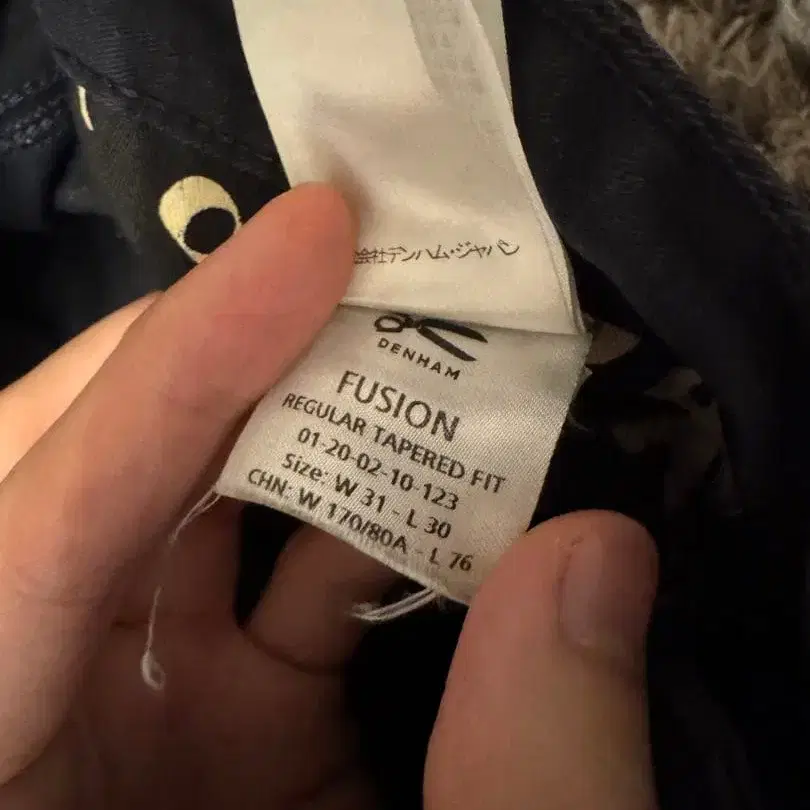 会社デンハム・ジャパン
DENHAM
FUSION
REGULAR TAPERED FIT
01-20-02-10-123
Size: W 31 - L 30
CHN: W 170/80A - L 76